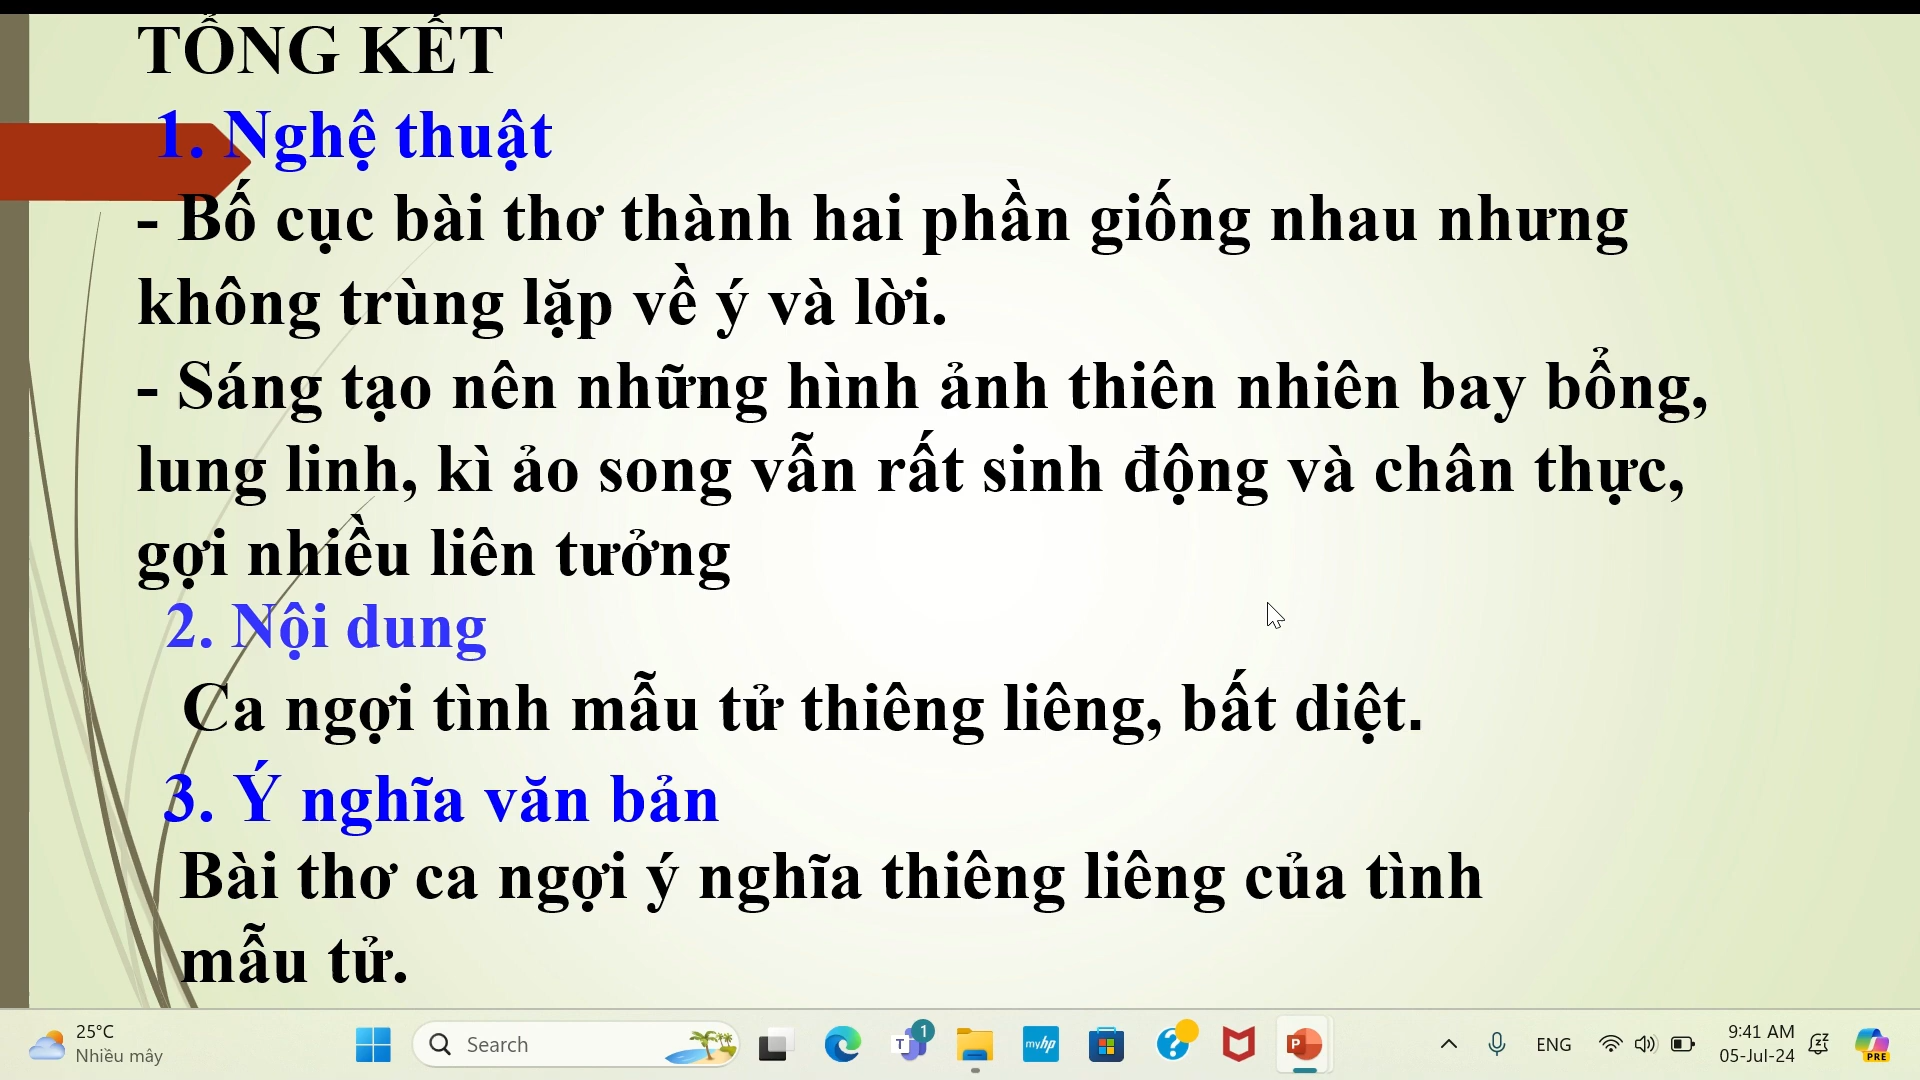 TỔNG KẾT
1. Nghệ thuật
- Bố cục bài thơ thành hai phần giống nhau nhưng
không trùng lặp về ý và lời.
- Sáng tạo nên những hình ảnh thiên nhiên bay bổng,
lung linh, kì ảo song vẫn rất sinh động và chân thực,
gợi nhiều liên tưởng
2. Nội dung
Ca ngợi tình mẫu tử thiêng liêng, bất diệt.
3. Ý nghĩa văn bản
Bài thơ ca ngợi ý nghĩa thiêng liêng của tình
mẫu tử.
25°C
Nhiều mây
Search
T
1
myhp
?
P
ENG
9:41 AM
05-Jul-24
PRE